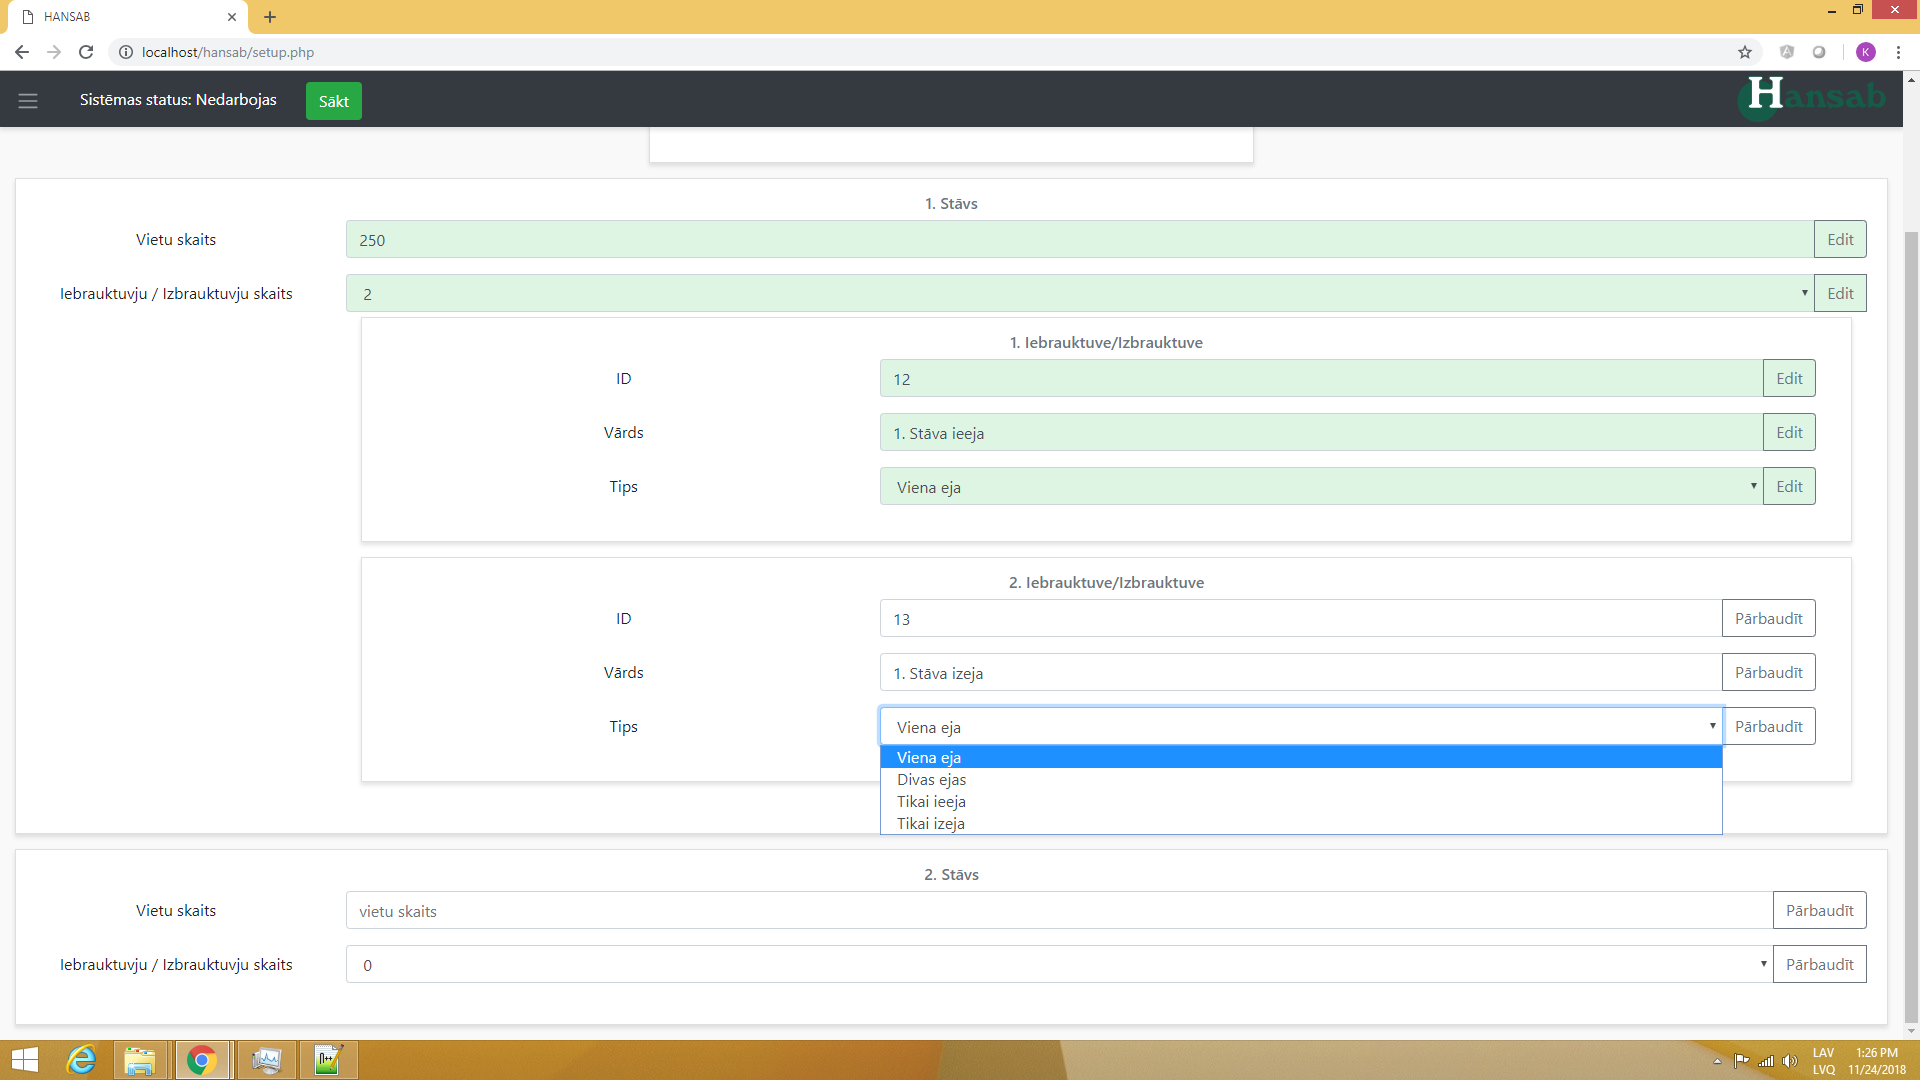 HANSAB
localhost/hansab/setup.php
K
Sistēmas status: Nedarbojas
Sākt
Hansab
1. Stāvs
Vietu skaits
250
Edit
Iebrauktuvju / Izbrauktuvju skaits
2
Edit
1. Iebrauktuve/Izbrauktuve
ID
12
Edit
Vārds
1. Stāva ieeja
Edit
Tips
Viena eja
Edit
2. Iebrauktuve/Izbrauktuve
ID
13
Pārbaudīt
Vārds
1. Stāva izeja
Pārbaudīt
Tips
Viena eja
Pārbaudīt
Viena eja
Divas ejas
Tikai ieeja
Tikai izeja
2. Stāvs
Vietu skaits
vietu skaits
Pārbaudīt
Iebrauktuvju / Izbrauktuvju skaits
0
Pārbaudīt
LAV
1:26 PM
LVQ
11/24/2018